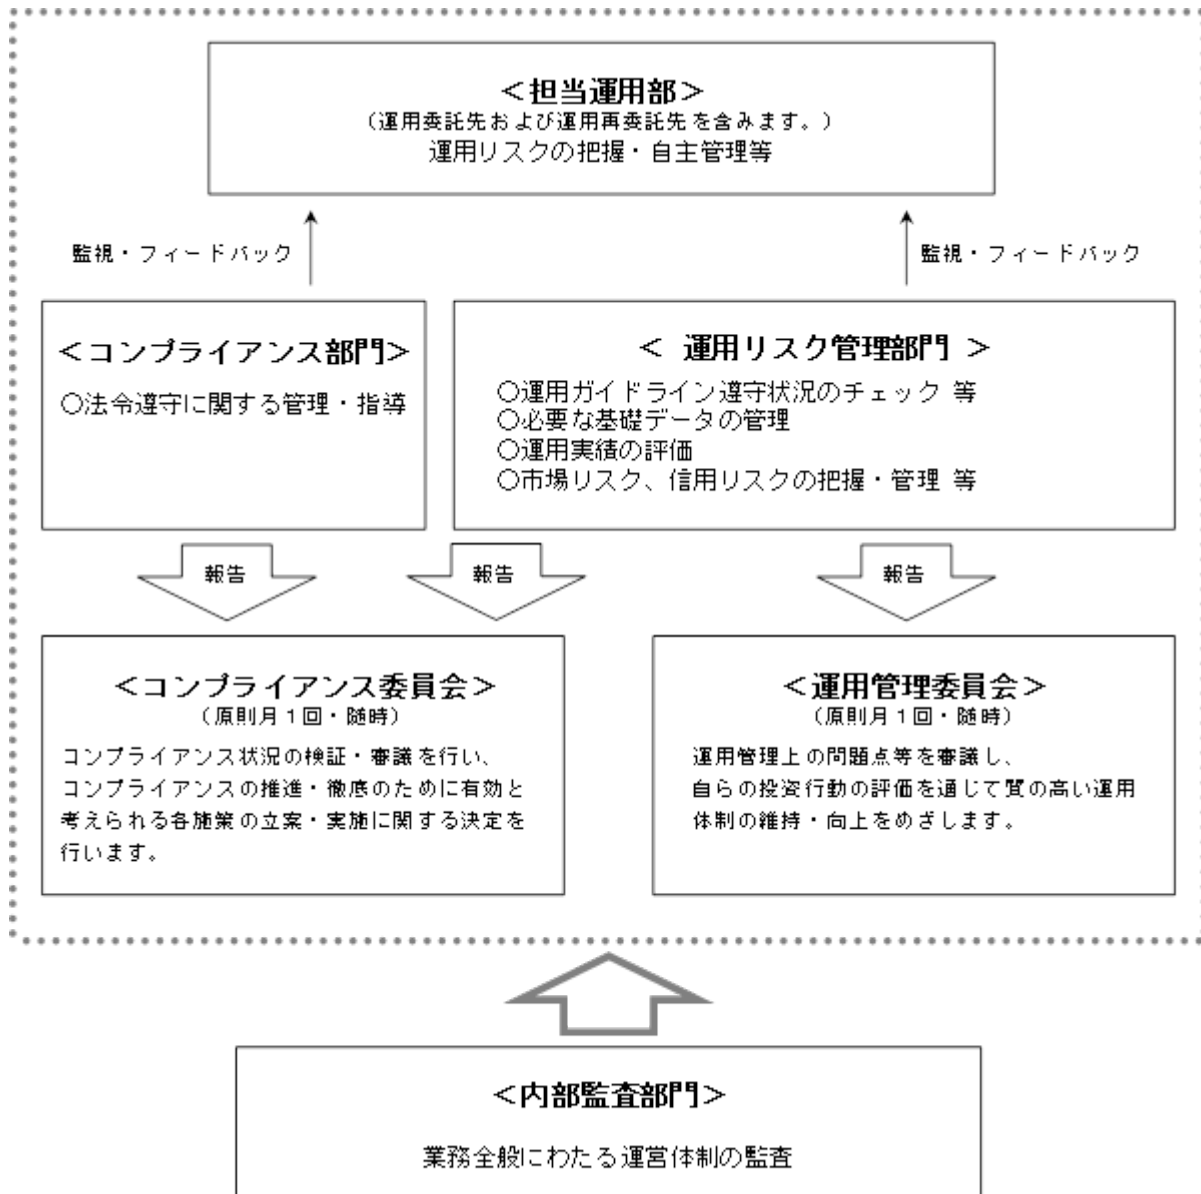 ＜担当運用部＞
（運用委託先および運用再委託先を含みます。）
運用リスクの把握・自主管理等
監視・フィードバック
監視・フィードバック
＜コンプライアンス部門＞
○法令遵守に関する管理・指導
＜ 運用リスク管理部門 ＞
○運用ガイドライン遵守状況のチェック 等
○必要な基礎データの管理
○運用実績の評価
○市場リスク、信用リスクの把握・管理 等
報告
報告
報告
＜コンプライアンス委員会＞
（原則月１回・随時）
コンプライアンス状況の検証・審議を行い、
コンプライアンスの推進・徹底のために有効と
考えられる各施策の立案・実施に関する決定を
行います。
＜運用管理委員会＞
（原則月１回・随時）
運用管理上の問題点等を審議し、
自らの投資行動の評価を通じて質の高い運用
体制の維持・向上をめざします。
＜内部監査部門＞
業務全般にわたる運営体制の監査